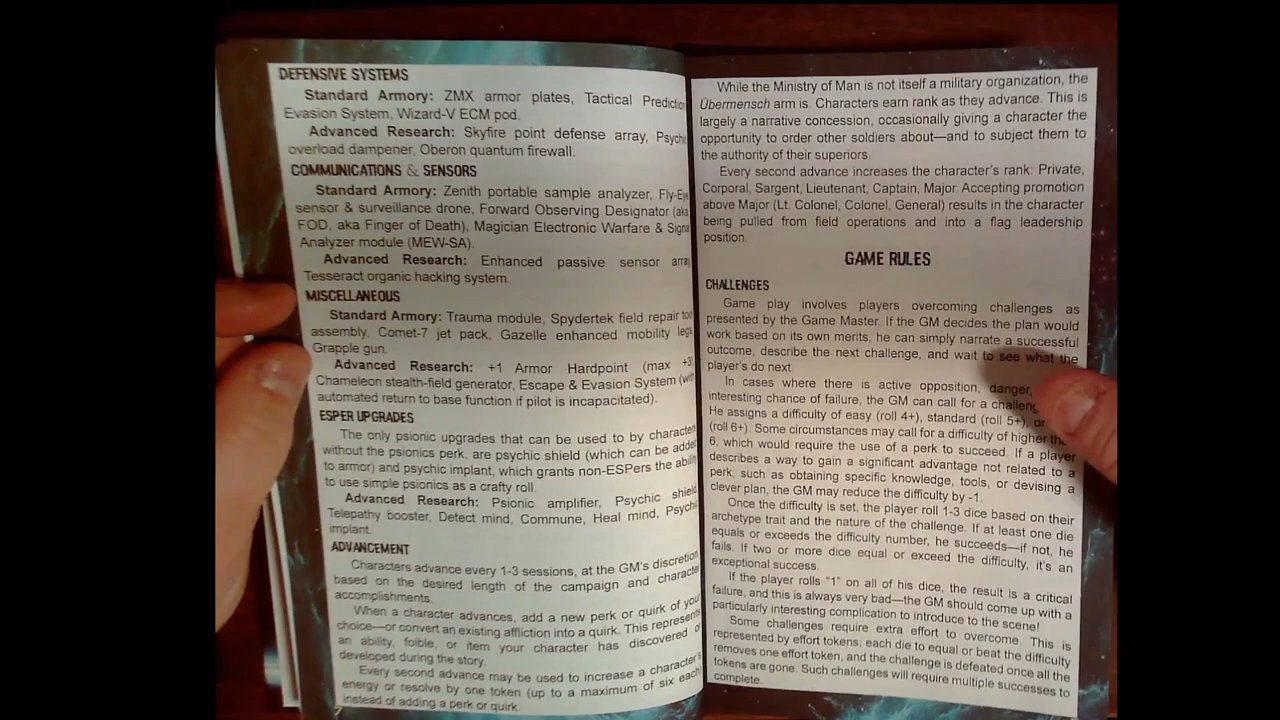 DEFENSIVE SYSTEMS
Standard Armory: ZMX armor plates, Tactical Prediction
Evasion System, Wizard-V ECM pod.
Advanced Research: Skyfire point defense array, Psychic
overload dampener, Oberon quantum firewall.
COMMUNICATIONS & SENSORS
Standard Armory: Zenith portable sample analyzer, Fly-Eye
sensor & surveillance drone, Forward Observing Designator (aka
FOD, aka Finger of Death), Magician Electronic Warfare & Signal
Analyzer module (MEW-SA).
Advanced Research: Enhanced passive sensor array,
Tesseract organic hacking system.
MISCELLANEOUS
Standard Armory: Trauma module, Spydertek field repair tool
assembly, Comet-7 jet pack, Gazelle enhanced mobility legs,
Grapple gun.
Advanced Research: +1 Armor Hardpoint (max +3)
Chameleon stealth-field generator, Escape & Evasion System (with
automated return to base function if pilot is incapacitated).
ESPER UPGRADES
The only psionic upgrades that can be used to by characters
without the psionics perk, are psychic shield (which can be added
to armor) and psychic implant, which grants non-ESPers the ability
to use simple psionics as a crafty roll.
Advanced Research: Psionic amplifier, Psychic shield,
Telepathy booster, Detect mind, Commune, Heal mind, Psychic
implant.
ADVANCEMENT
Characters advance every 1-3 sessions, at the GM's discretion,
based on the desired length of the campaign and character
accomplishments.
When a character advances, add a new perk or quirk of your
choice—or convert an existing affliction into a quirk. This represents
an ability, foible, or item your character has discovered or
developed during the story.
Every second advance may be used to increase a character's
energy or resolve by one token (up to a maximum of six each)
instead of adding a perk or quirk.
While the Ministry of Man is not itself a military organization, the
Übermensch arm is. Characters earn rank as they advance. This is
largely a narrative concession, occasionally giving a character the
opportunity to order other soldiers about—and to subject them to
the authority of their superiors.
Every second advance increases the character's rank: Private,
Corporal, Sargent, Lieutenant, Captain, Major. Accepting promotion
above Major (Lt. Colonel, Colonel, General) results in the character
being pulled from field operations and into a flag leadership
position.
GAME RULES
CHALLENGES
Game play involves players overcoming challenges as
presented by the Game Master. If the GM decides the plan would
work based on its own merits, he can simply narrate a successful
outcome, describe the next challenge, and wait to see what the
player's do next.
In cases where there is active opposition, danger,
interesting chance of failure, the GM can call for a challenge
He assigns a difficulty of easy (roll 4+), standard (roll 5+), or
(roll 6+). Some circumstances may call for a difficulty of higher than
6, which would require the use of a perk to succeed. If a player
describes a way to gain a significant advantage not related to a
perk, such as obtaining specific knowledge, tools, or devising a
clever plan, the GM may reduce the difficulty by -1.
Once the difficulty is set, the player roll 1-3 dice based on their
archetype trait and the nature of the challenge. If at least one die
equals or exceeds the difficulty number, he succeeds—if not, he
fails. If two or more dice equal or exceed the difficulty, it's an
exceptional success.
If the player rolls "1" on all of his dice, the result is a critical
failure, and this is always very bad—the GM should come up with a
particularly interesting complication to introduce to the scene!
Some challenges require extra effort to overcome. This is
represented by effort tokens; each die to equal or beat the difficulty
removes one effort token, and the challenge is defeated once all the
tokens are gone. Such challenges will require multiple successes to
complete.